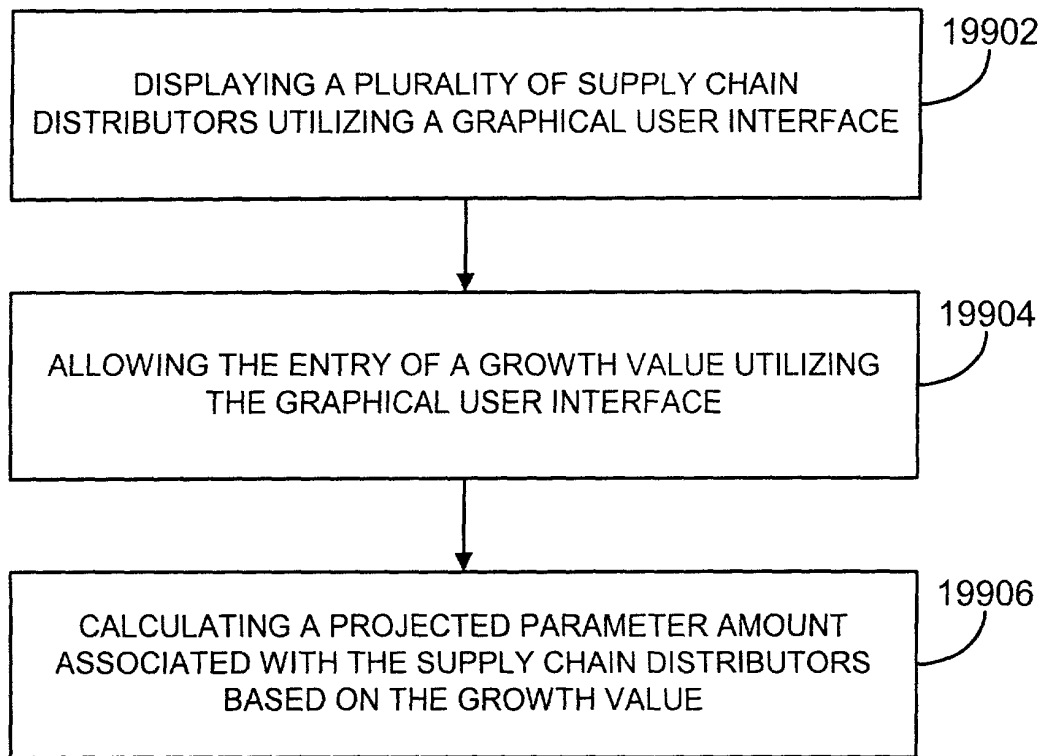 19902
DISPLAYING A PLURALITY OF SUPPLY CHAIN
DISTRIBUTORS UTILIZING A GRAPHICAL USER INTERFACE
19904
ALLOWING THE ENTRY OF A GROWTH VALUE UTILIZING
THE GRAPHICAL USER INTERFACE
19906
CALCULATING A PROJECTED PARAMETER AMOUNT
ASSOCIATED WITH THE SUPPLY CHAIN DISTRIBUTORS
BASED ON THE GROWTH VALUE